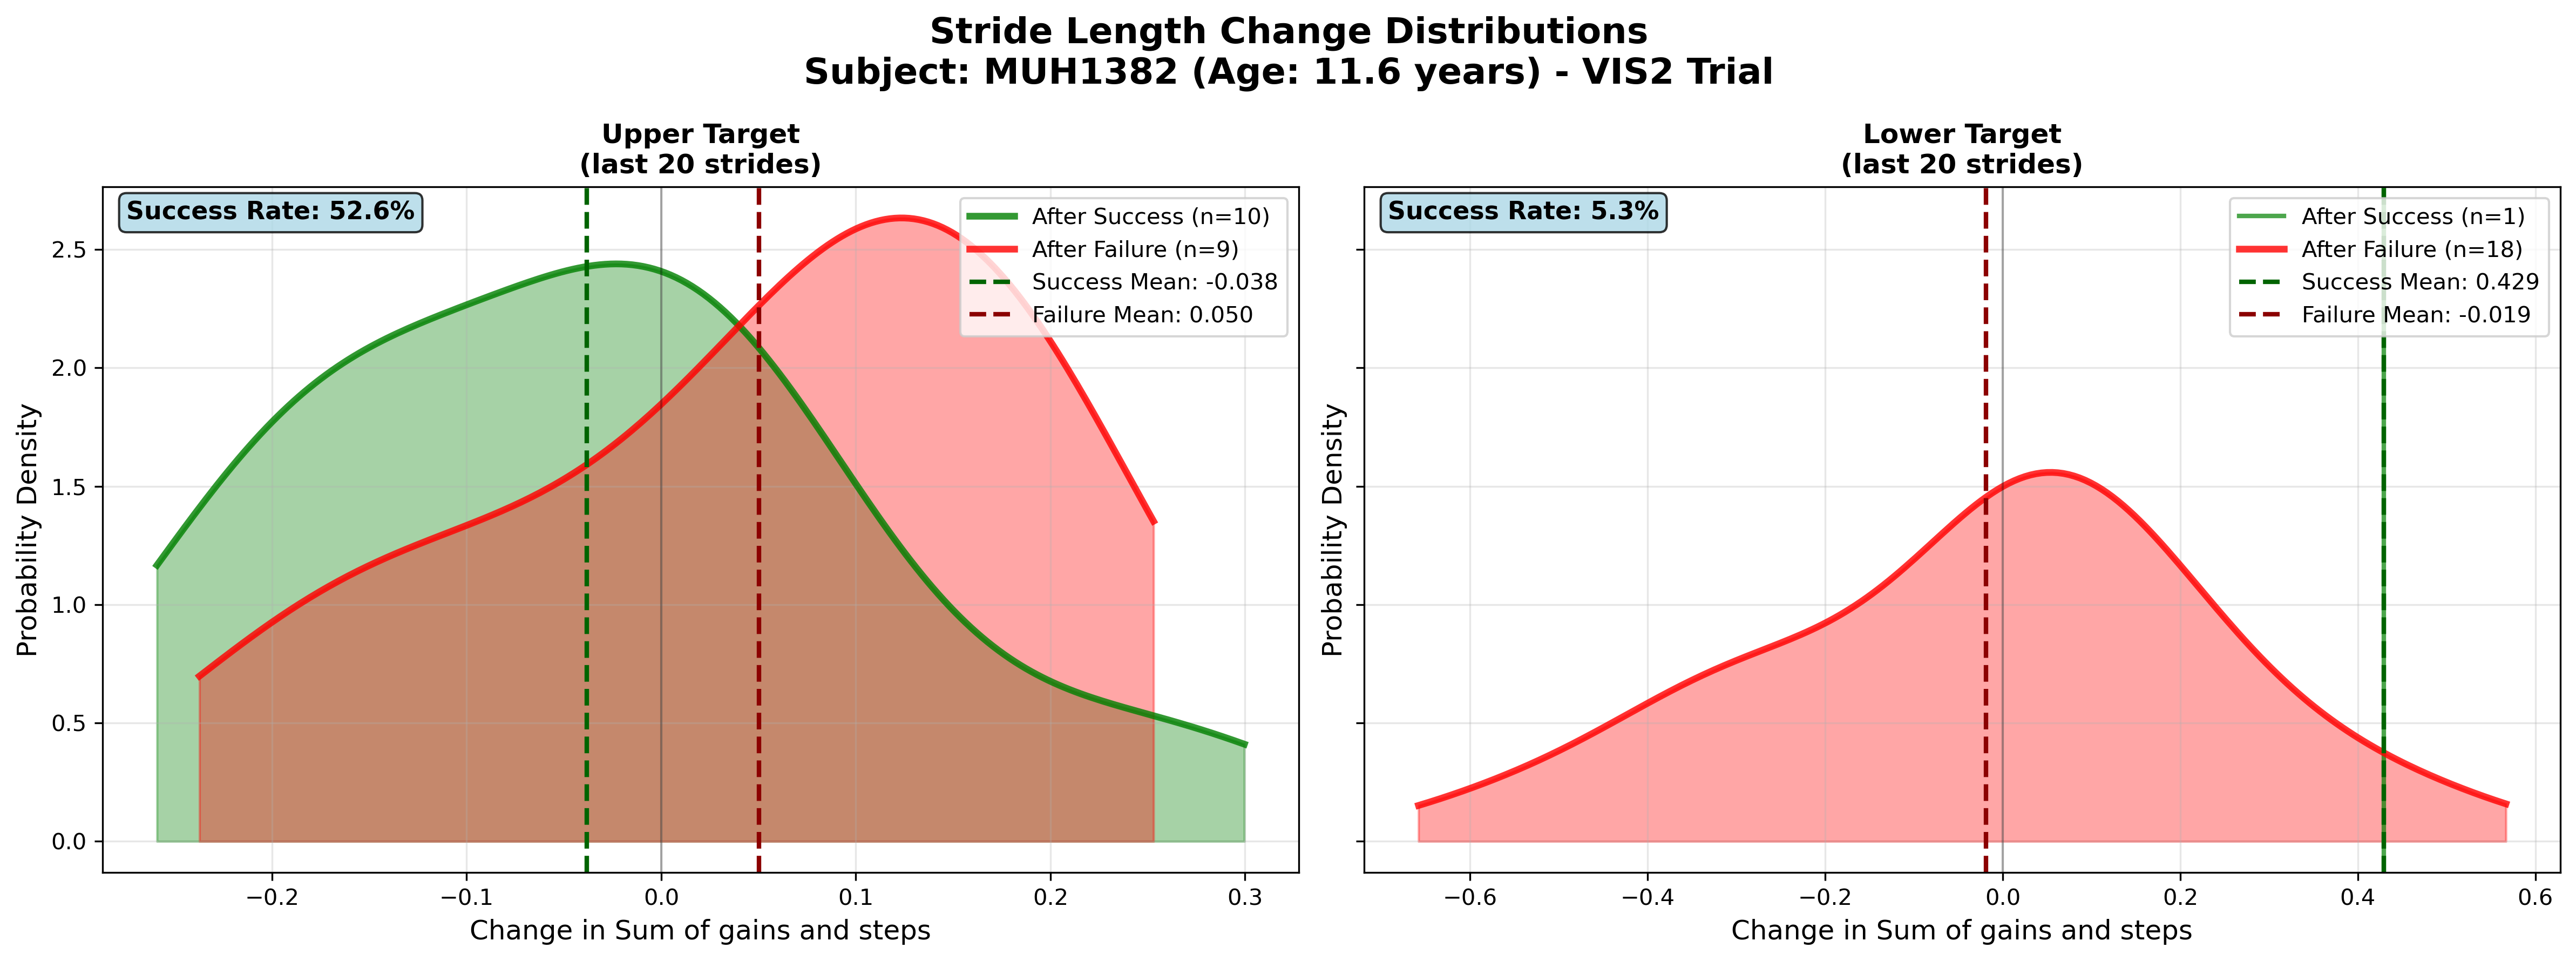 Stride Length Change Distributions
Subject: MUH1382 (Age: 11.6 years) - VIS2 Trial
Upper Target
(last 20 strides)
Success Rate: 52.6%
After Success (n=10)
After Failure (n=9)
Success Mean: -0.038
Failure Mean: 0.050
Probability Density
2.5
2.0
1.5
1.0
0.5
0.0
−0.2
−0.1
0.0
0.1
0.2
0.3
Change in Sum of gains and steps
Lower Target
(last 20 strides)
Success Rate: 5.3%
After Success (n=1)
After Failure (n=18)
Success Mean: 0.429
Failure Mean: -0.019
Probability Density
−0.6
−0.4
−0.2
0.0
0.2
0.4
0.6
Change in Sum of gains and steps